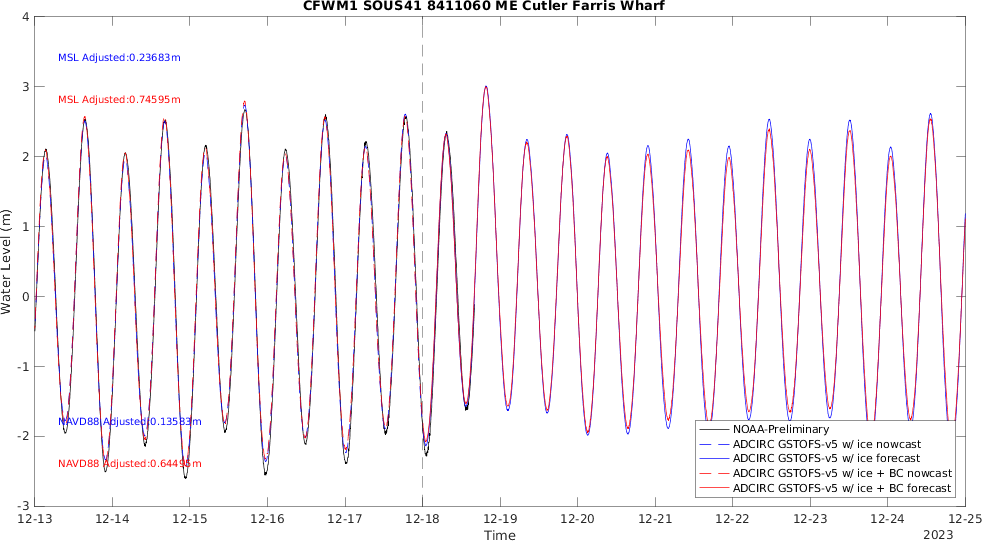 CFWM1 SOUS41 8411060 ME Cutler Farris Wharf
4
3
2
1
0
-1
-2
-3
Water Level (m)
MSL Adjusted:0.23683m
MSL Adjusted:0.74595m
NAVD88 Adjusted:0.13583m
NAVD88 Adjusted:0.64495m
NOAA-Preliminary
ADCIRC GSTOFS-v5 w/ ice nowcast
ADCIRC GSTOFS-v5 w/ ice forecast
ADCIRC GSTOFS-v5 w/ ice + BC nowcast
ADCIRC GSTOFS-v5 w/ ice + BC forecast
12-13 12-14 12-15 12-16 12-17 12-18 12-19 12-20 12-21 12-22 12-23 12-24 12-25
Time
2023